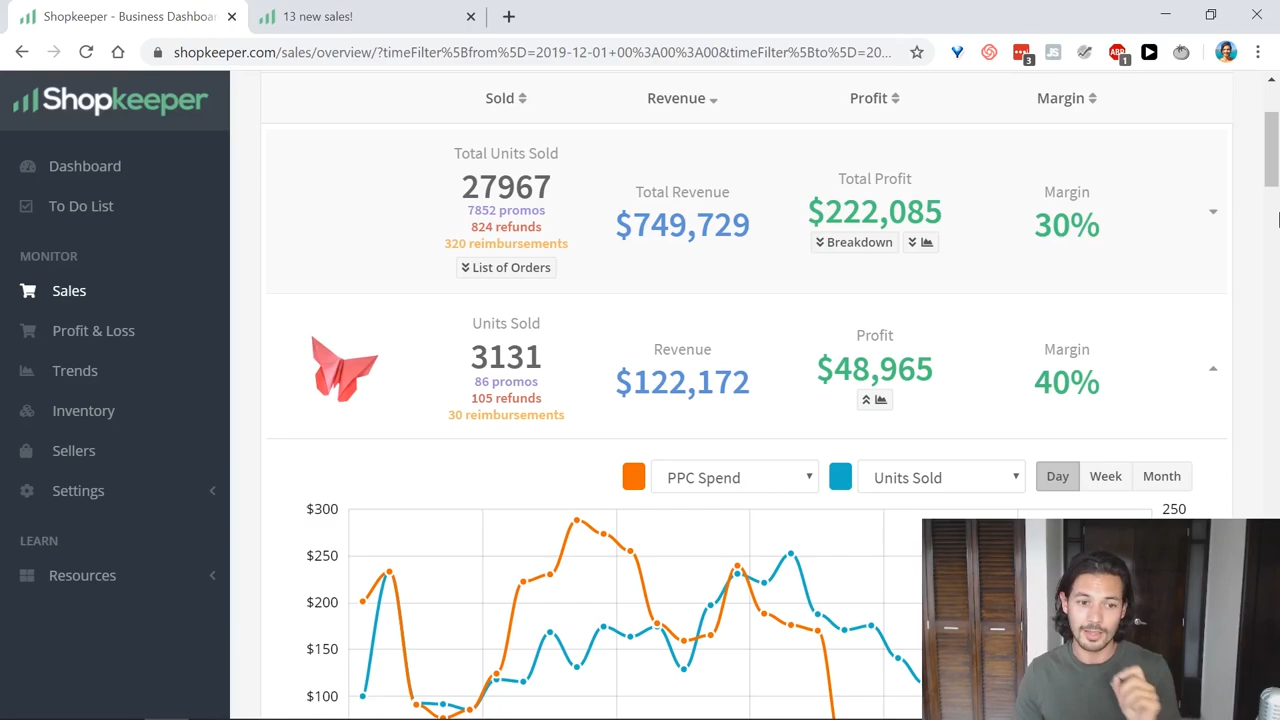 Shopkeeper - Business Dashboar
13 new sales!
shopkeeper.com/sales/overview/?timeFilter%5Bfrom%5D=2019-12-01+00%3A00%3A00&timeFilter%5Bto%5D=20...
3
JS
ABP
1
Shopkeeper
Dashboard
To Do List
MONITOR
Sales
Profit & Loss
Trends
Inventory
Sellers
Settings
LEARN
Resources
Sold
Revenue
Profit
Margin
Total Units Sold
27967
7852 promos
824 refunds
320 reimbursements
List of Orders
Total Revenue
$749,729
Total Profit
$222,085
Breakdown
Margin
30%
Units Sold
3131
86 promos
105 refunds
30 reimbursements
Revenue
$122,172
Profit
$48,965
Margin
40%
PPC Spend
Units Sold
Day
Week
Month
$300
$250
$200
$150
$100
250